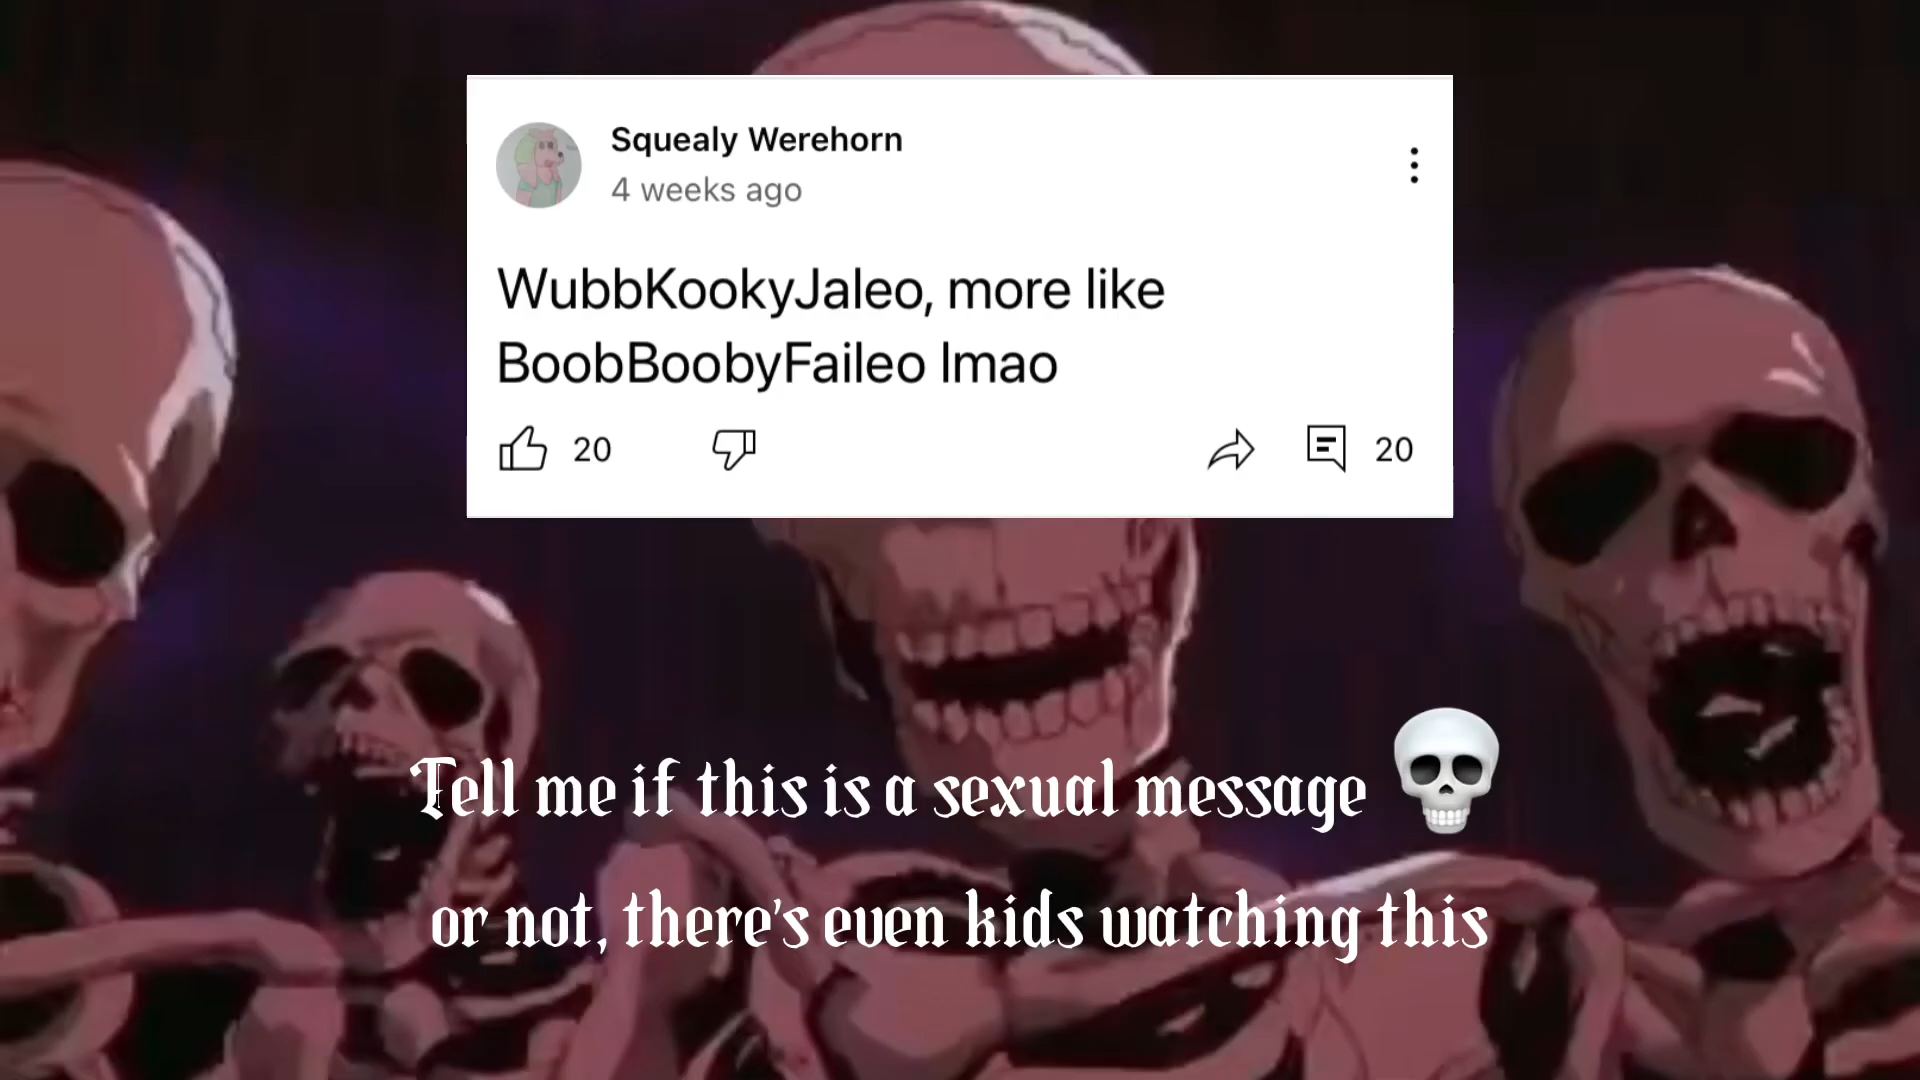 Squealy Werehorn
4 weeks ago
WubbKookyJaleo, more like
BoobBoobyFaileo lmao
20
20
Tell me if this is a sexual message 💀
or not, there's even kids watching this